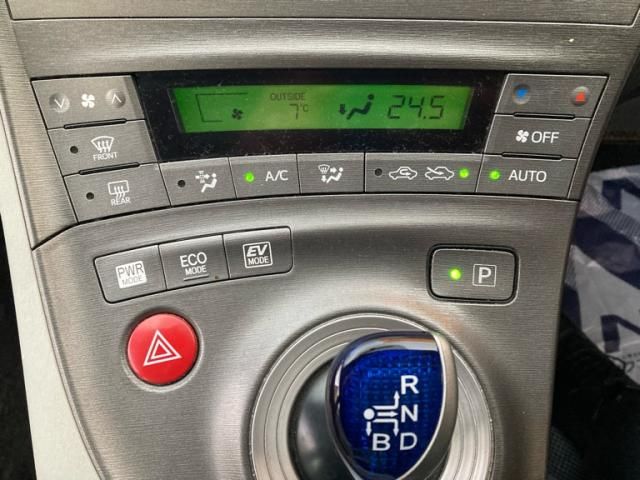 OUTSIDE
7°C 24.5
OFF
FRONT
REAR
A/C
AUTO
PWR
MODE
ECO
MODE
EV
MODE
P
R
N
B D